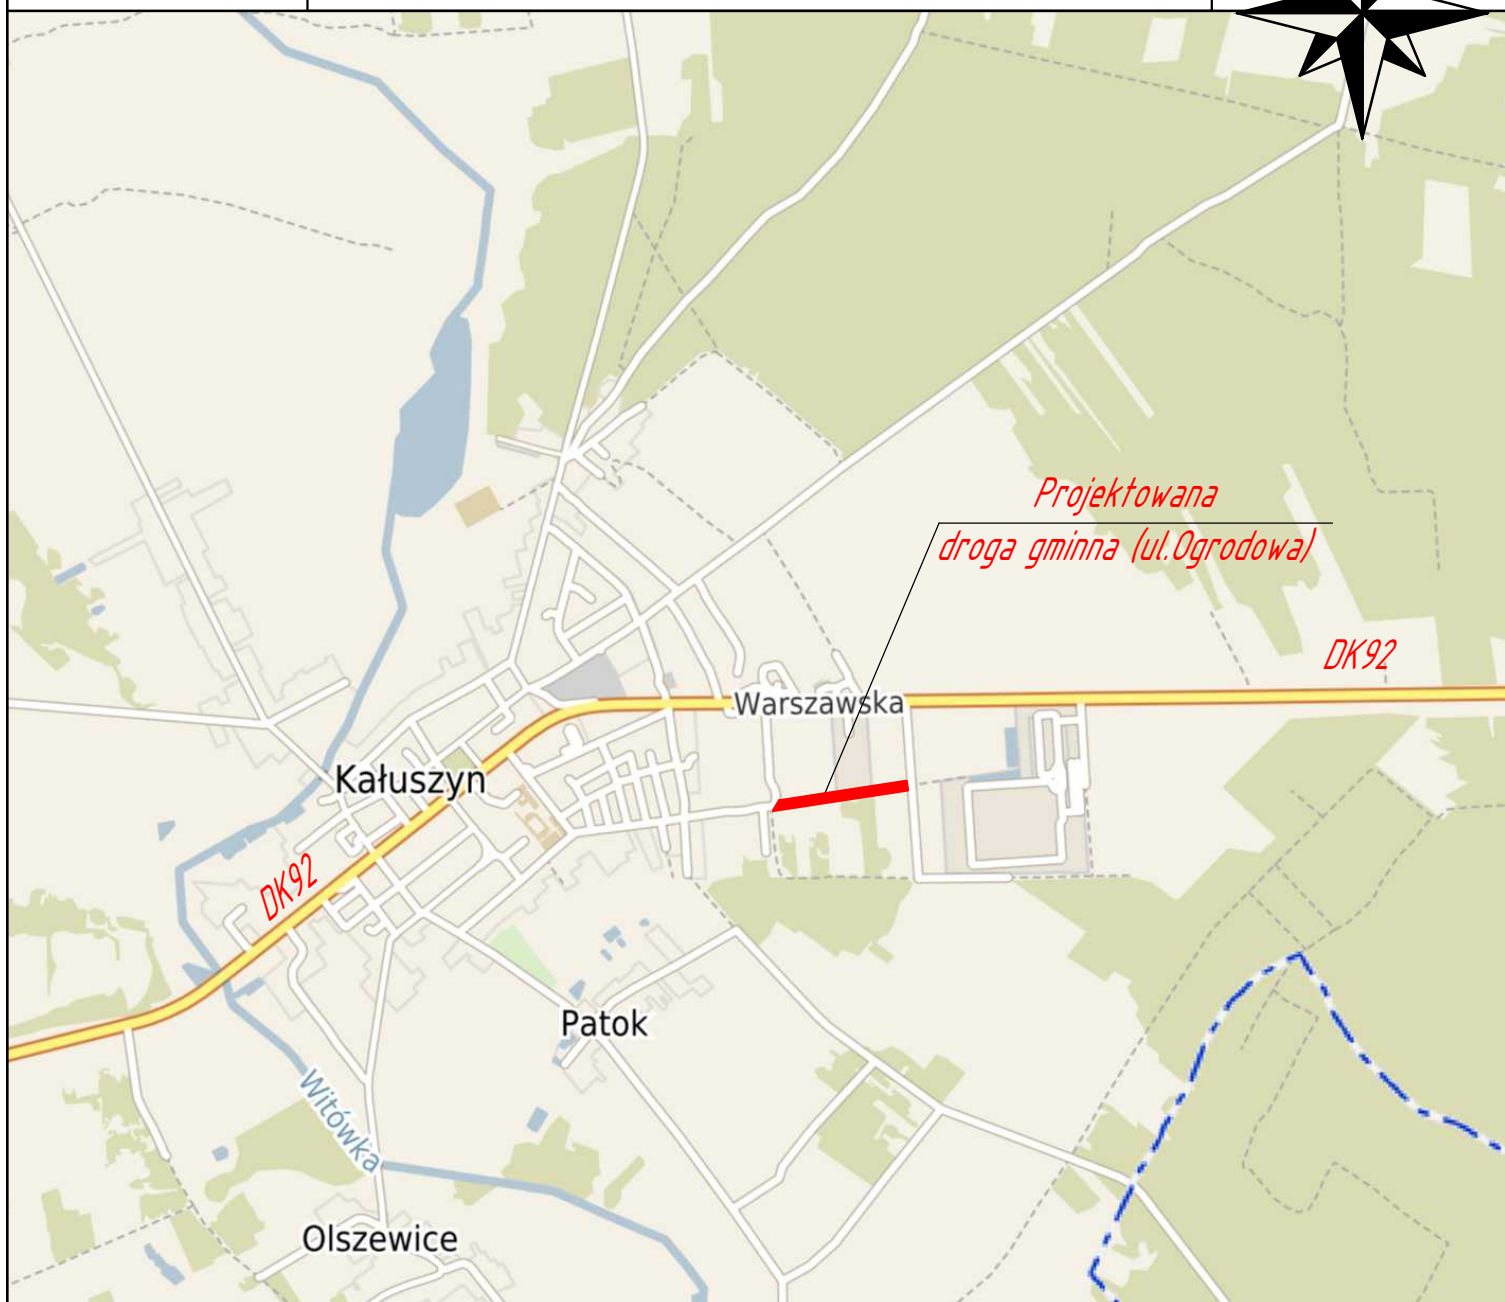 Projektowana
droga gminna (ul.Ogrodowa)
DK92
Warszawska
Kałuszyn
DK92
Patok
Witówka
Olszewice